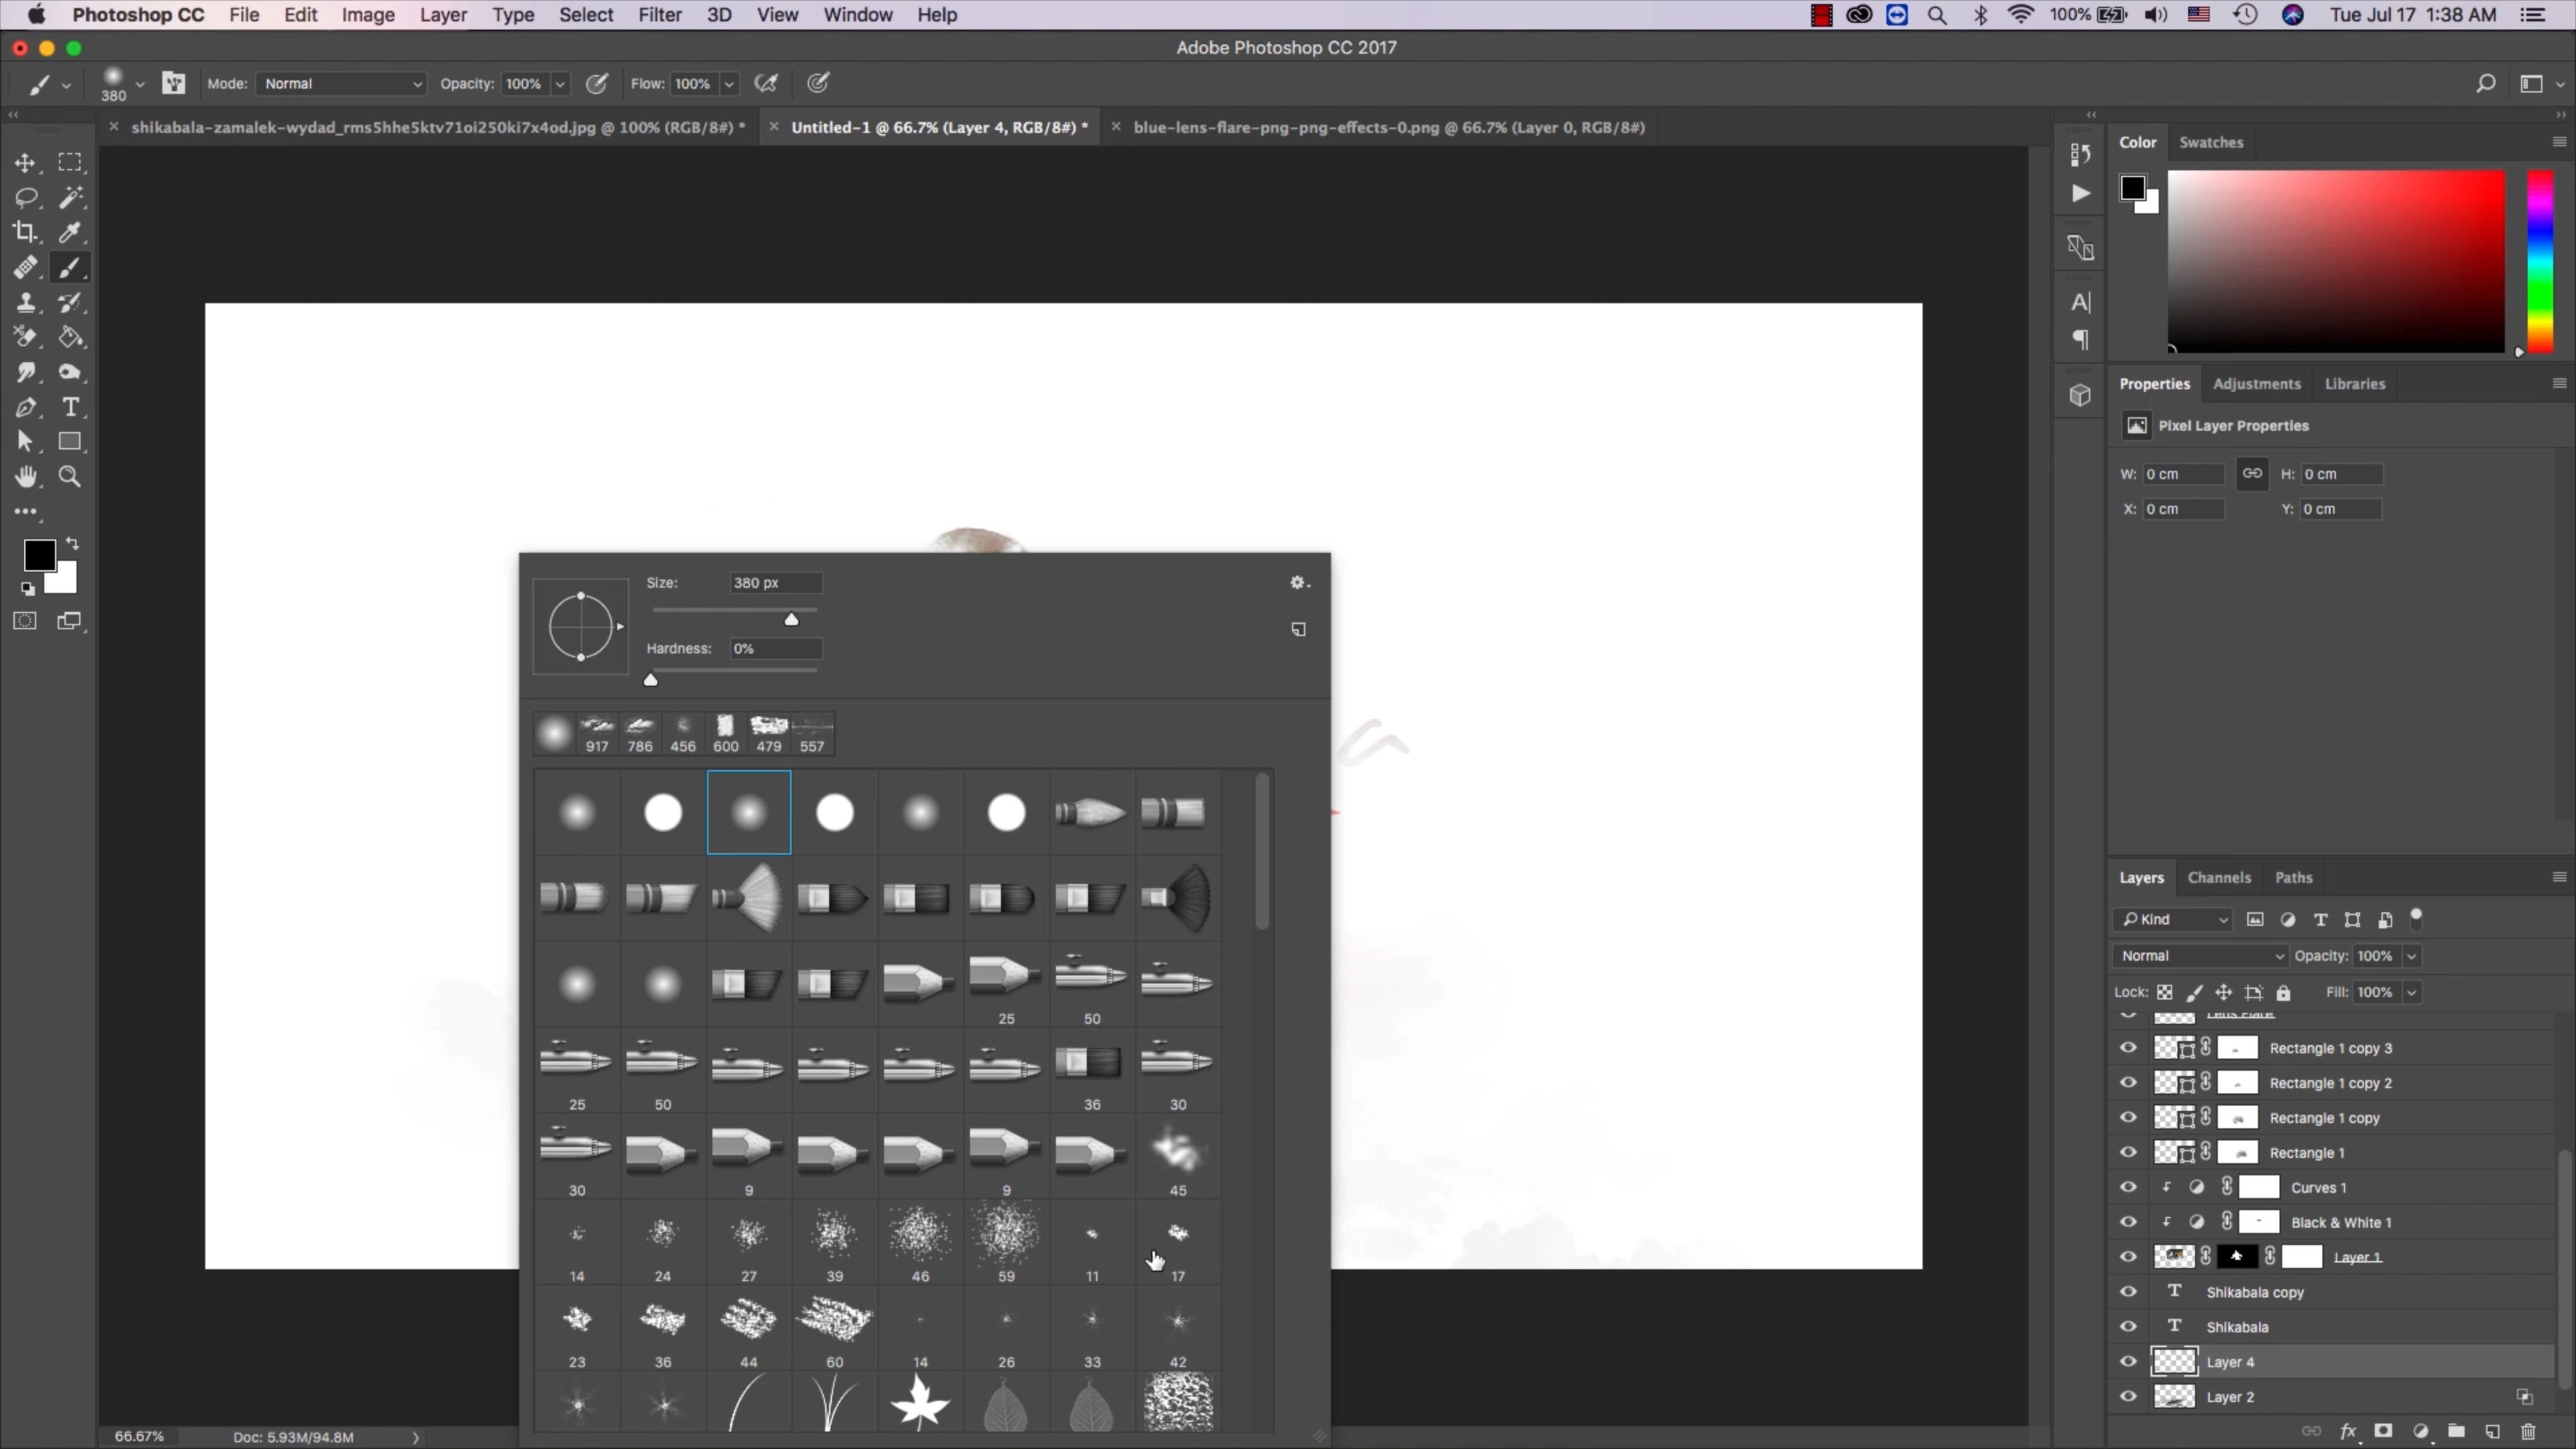 Photoshop CC File Edit Image Layer Type Select Filter 3D View Window Help 100% Tue Jul 17 1:38 AM
Adobe Photoshop CC 2017
380 Mode: Normal Opacity: 100% Flow: 100%
shikabala-zamalek-wydad_rms5hhe5ktv71oi250ki7x4od.jpg @ 100% (RGB/8#) * Untitled-1 @ 66.7% (Layer 4, RGB/8#) * blue-lens-flare-png-png-effects-0.png @ 66.7% (Layer 0, RGB/8#)
Color Swatches
Properties Adjustments Libraries
Pixel Layer Properties
W: 0 cm H: 0 cm
X: 0 cm Y: 0 cm
Size: 380 px
Hardness: 0%
917 786 456 600 479 557
25 50
25 50 36 30
30 9 9 45
14 24 27 39 46 59 11 17
23 36 44 60 14 26 33 42
Layers Channels Paths
Kind
Normal Opacity: 100%
Lock: Fill: 100%
Lens Flare
Rectangle 1 copy 3
Rectangle 1 copy 2
Rectangle 1 copy
Rectangle 1
Curves 1
Black & White 1
Layer 1
Shikabala copy
Shikabala
Layer 4
Layer 2
66.67% Doc: 5.93M/94.8M